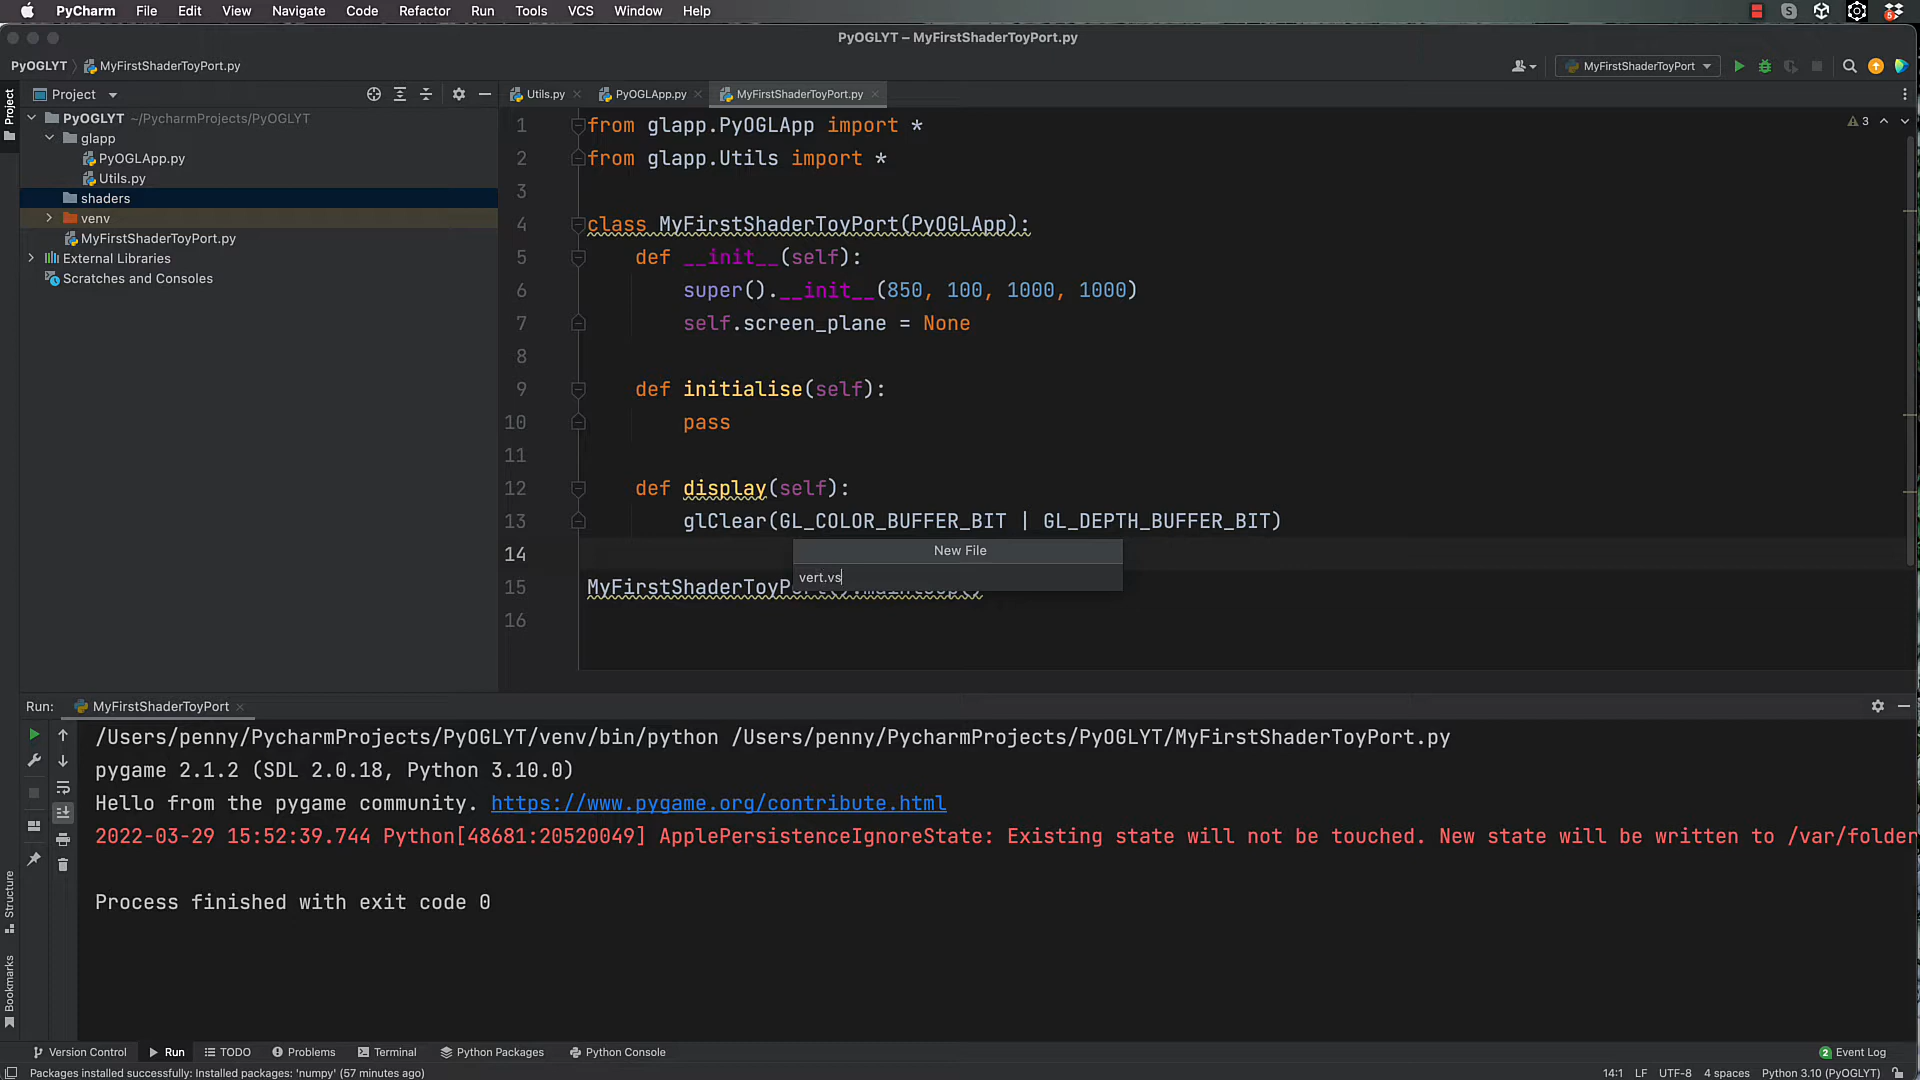 PyCharm File Edit View Navigate Code Refactor Run Tools VCS Window Help
PyOGLYT – MyFirstShaderToyPort.py
PyOGLYT MyFirstShaderToyPort.py
MyFirstShaderToyPort
Project
Utils.py PyOGLApp.py MyFirstShaderToyPort.py
Project
PyOGLYT ~/PycharmProjects/PyOGLYT
glapp
PyOGLApp.py
Utils.py
shaders
venv
MyFirstShaderToyPort.py
External Libraries
Scratches and Consoles
3
1 from glapp.PyOGLApp import *
2 from glapp.Utils import *
3
4 class MyFirstShaderToyPort(PyOGLApp):
5 def __init__(self):
6 super().__init__(850, 100, 1000, 1000)
7 self.screen_plane = None
8
9 def initialise(self):
10 pass
11
12 def display(self):
13 glClear(GL_COLOR_BUFFER_BIT | GL_DEPTH_BUFFER_BIT)
14
New File
vert.vs
15 MyFirstShaderToyPort().mainloop()
16
Run: MyFirstShaderToyPort
/Users/penny/PycharmProjects/PyOGLYT/venv/bin/python /Users/penny/PycharmProjects/PyOGLYT/MyFirstShaderToyPort.py
pygame 2.1.2 (SDL 2.0.18, Python 3.10.0)
Hello from the pygame community. https://www.pygame.org/contribute.html
2022-03-29 15:52:39.744 Python[48681:20520049] ApplePersistenceIgnoreState: Existing state will not be touched. New state will be written to /var/folder
Process finished with exit code 0
Structure
Bookmarks
Version Control Run TODO Problems Terminal Python Packages Python Console
2 Event Log
Packages installed successfully: Installed packages: 'numpy' (57 minutes ago)
14:1 LF UTF-8 4 spaces Python 3.10 (PyOGLYT)